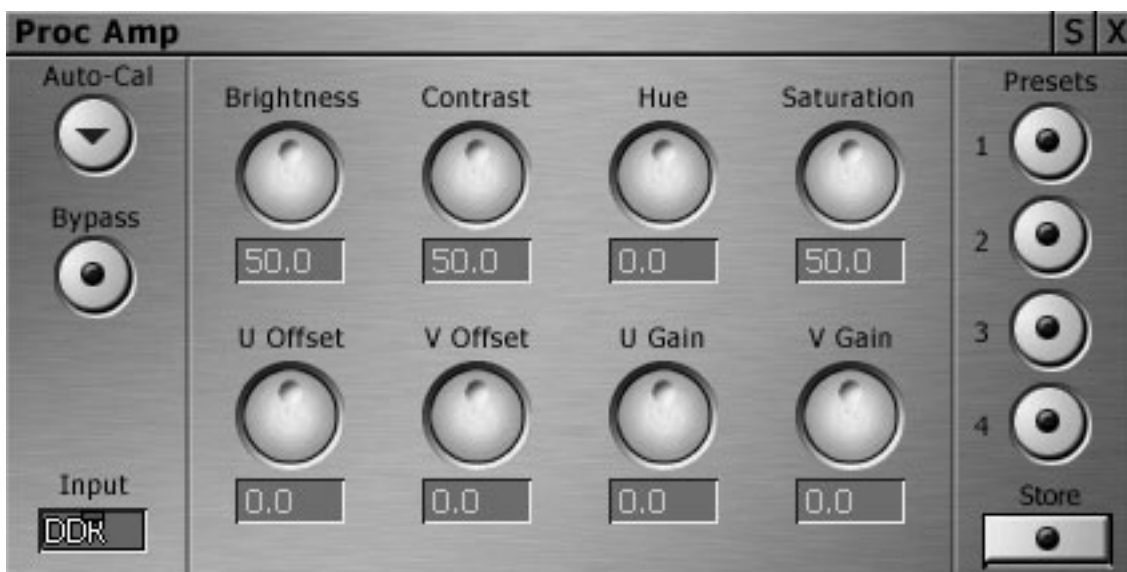 Proc Amp S X
Auto-Cal
Bypass
Input
DDR
Brightness Contrast Hue Saturation
50.0 50.0 0.0 50.0
U Offset V Offset U Gain V Gain
0.0 0.0 0.0 0.0
Presets
1
2
3
4
Store